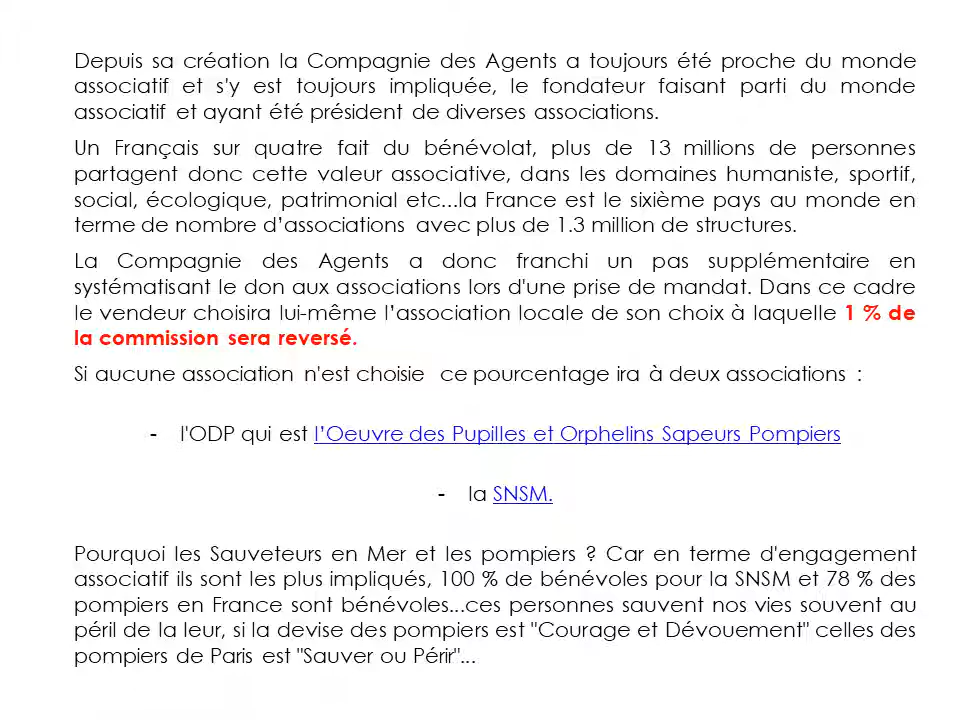 Depuis sa création la Compagnie des Agents a toujours été proche du monde
associatif et s'y est toujours impliquée, le fondateur faisant parti du monde
associatif et ayant été président de diverses associations.
Un Français sur quatre fait du bénévolat, plus de 13 millions de personnes
partagent donc cette valeur associative, dans les domaines humaniste, sportif,
social, écologique, patrimonial etc...la France est le sixième pays au monde en
terme de nombre d’associations avec plus de 1.3 million de structures.
La Compagnie des Agents a donc franchi un pas supplémentaire en
systématisant le don aux associations lors d'une prise de mandat. Dans ce cadre
le vendeur choisira lui-même l’association locale de son choix à laquelle 1 % de
la commission sera reversé.
Si aucune association n'est choisie ce pourcentage ira à deux associations :
- l'ODP qui est l’Oeuvre des Pupilles et Orphelins Sapeurs Pompiers
- la SNSM.
Pourquoi les Sauveteurs en Mer et les pompiers ? Car en terme d'engagement
associatif ils sont les plus impliqués, 100 % de bénévoles pour la SNSM et 78 % des
pompiers en France sont bénévoles...ces personnes sauvent nos vies souvent au
péril de la leur, si la devise des pompiers est "Courage et Dévouement" celles des
pompiers de Paris est "Sauver ou Périr"...